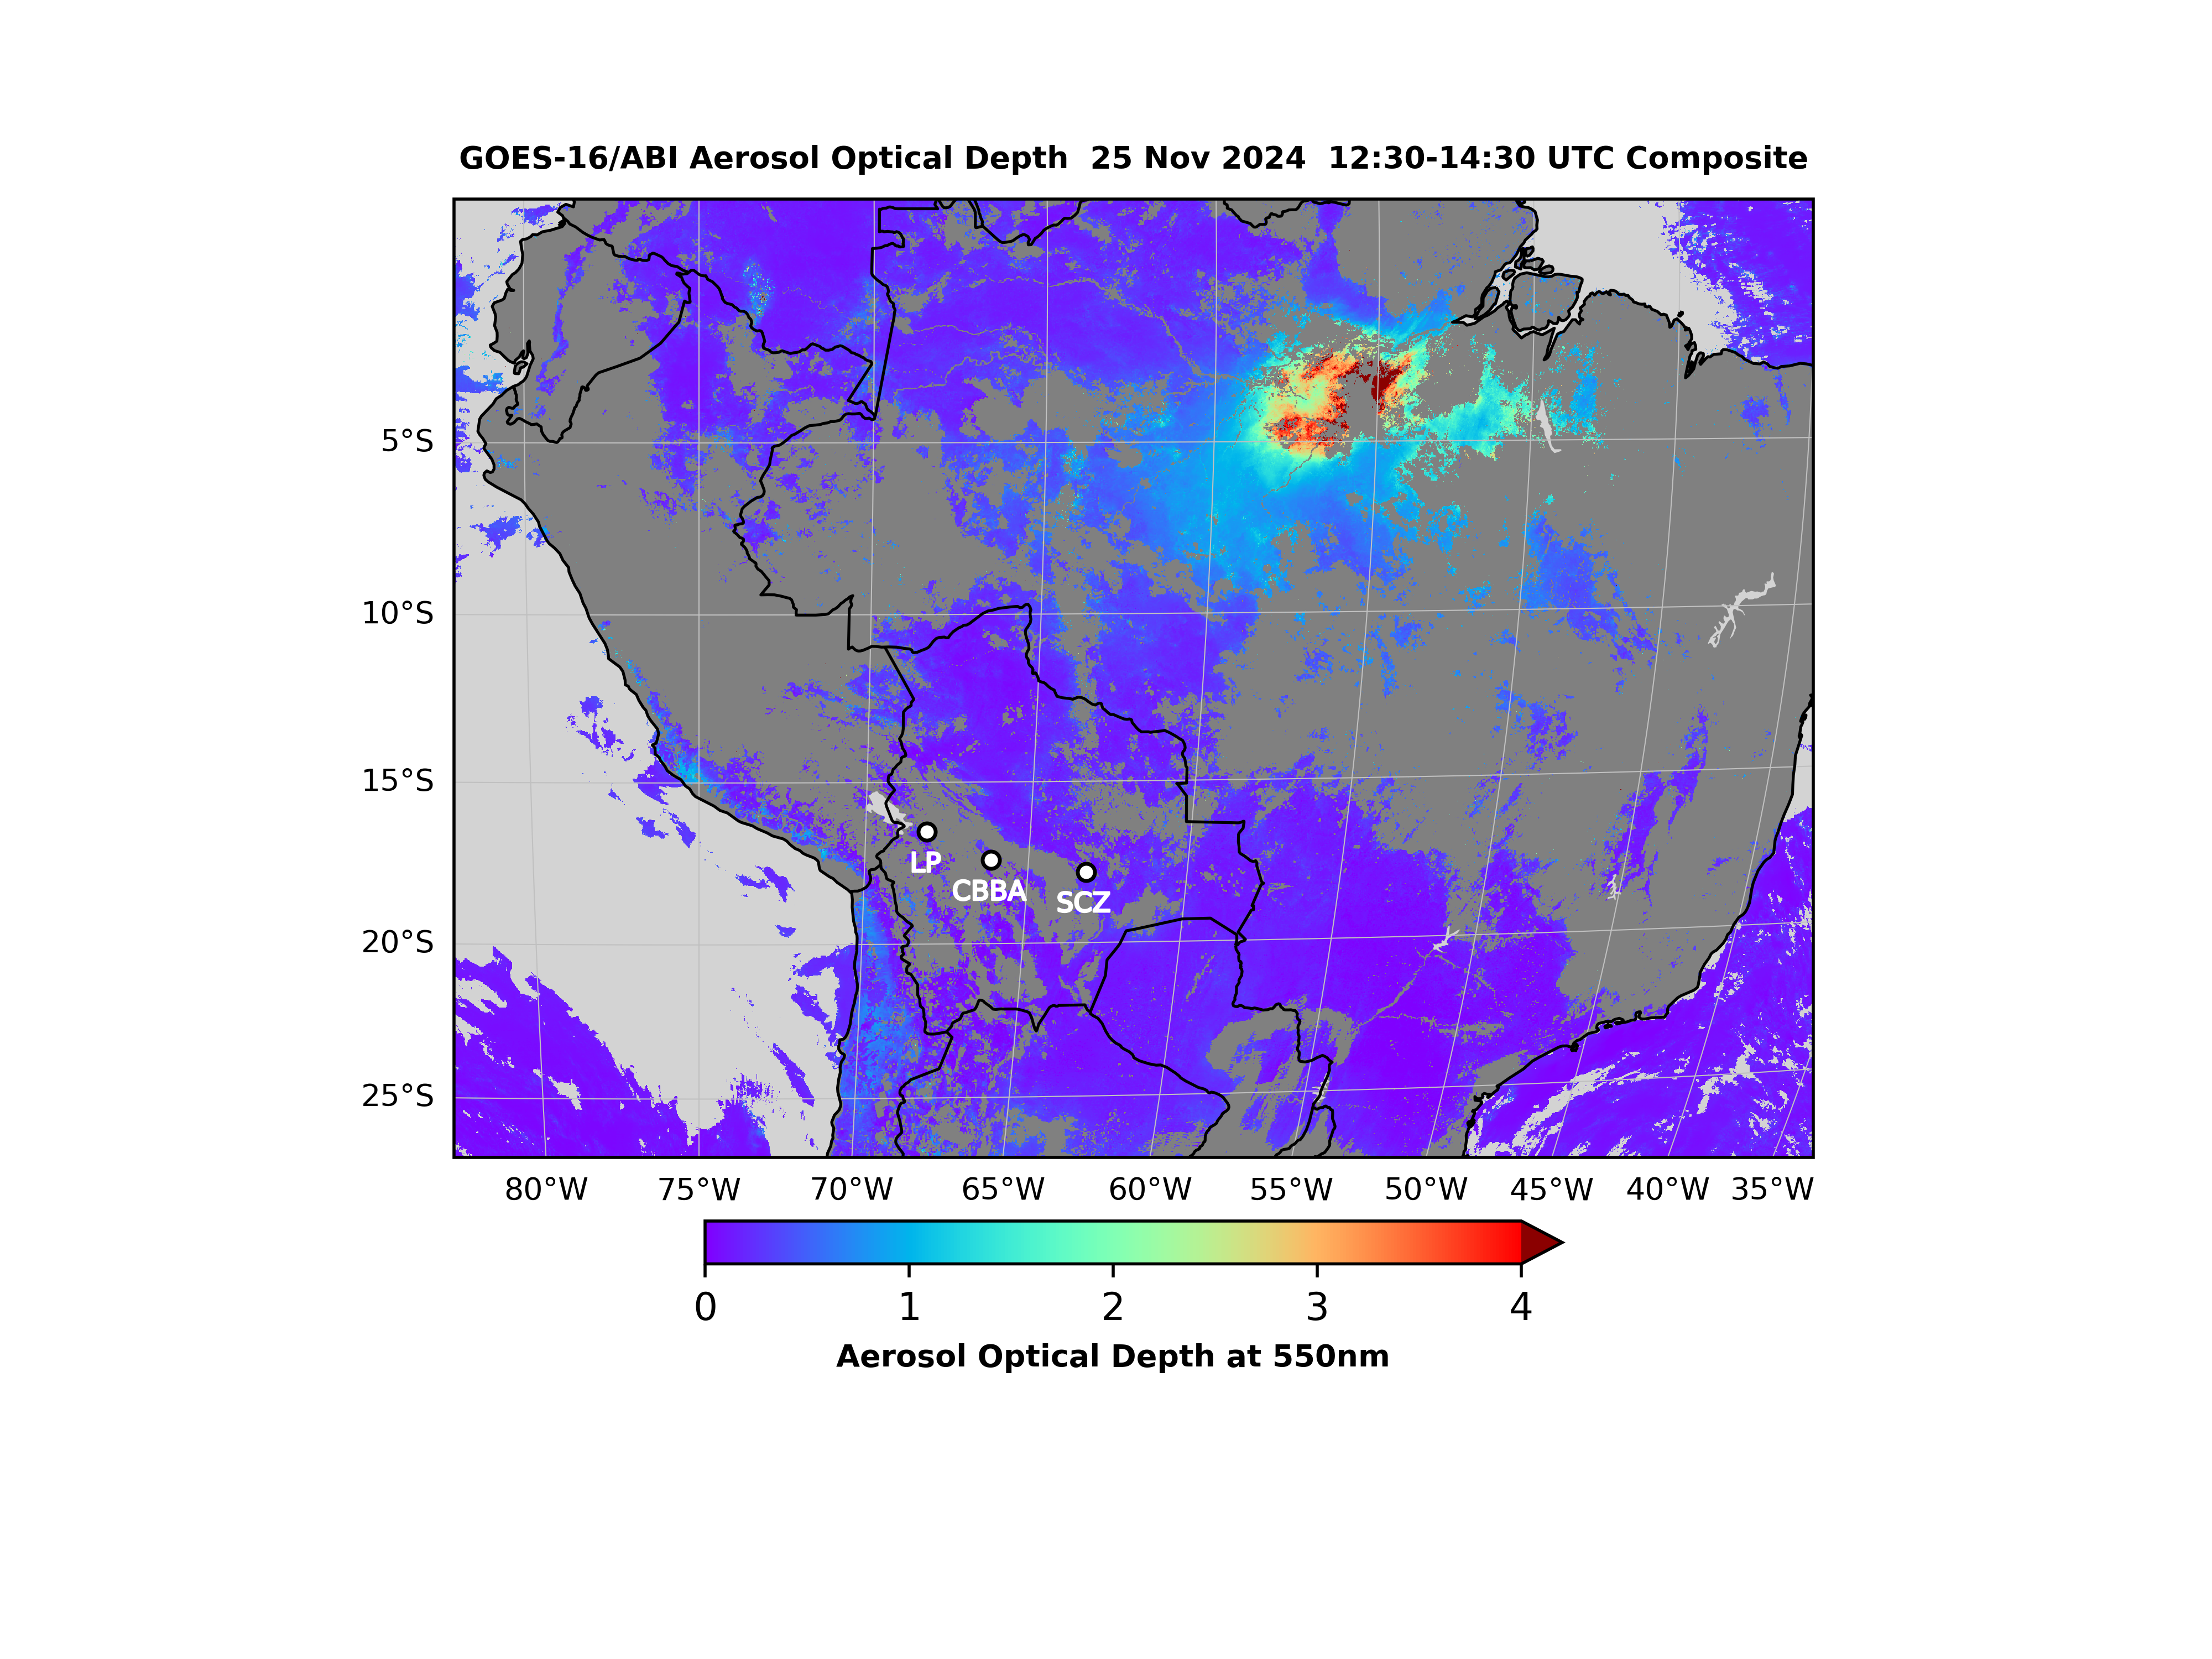 GOES-16/ABI Aerosol Optical Depth  25 Nov 2024  12:30-14:30 UTC Composite
5°S
10°S
15°S
LP
CBBA
SCZ
20°S
25°S
80°W 75°W 70°W 65°W 60°W 55°W 50°W 45°W 40°W 35°W
0 1 2 3 4
Aerosol Optical Depth at 550nm